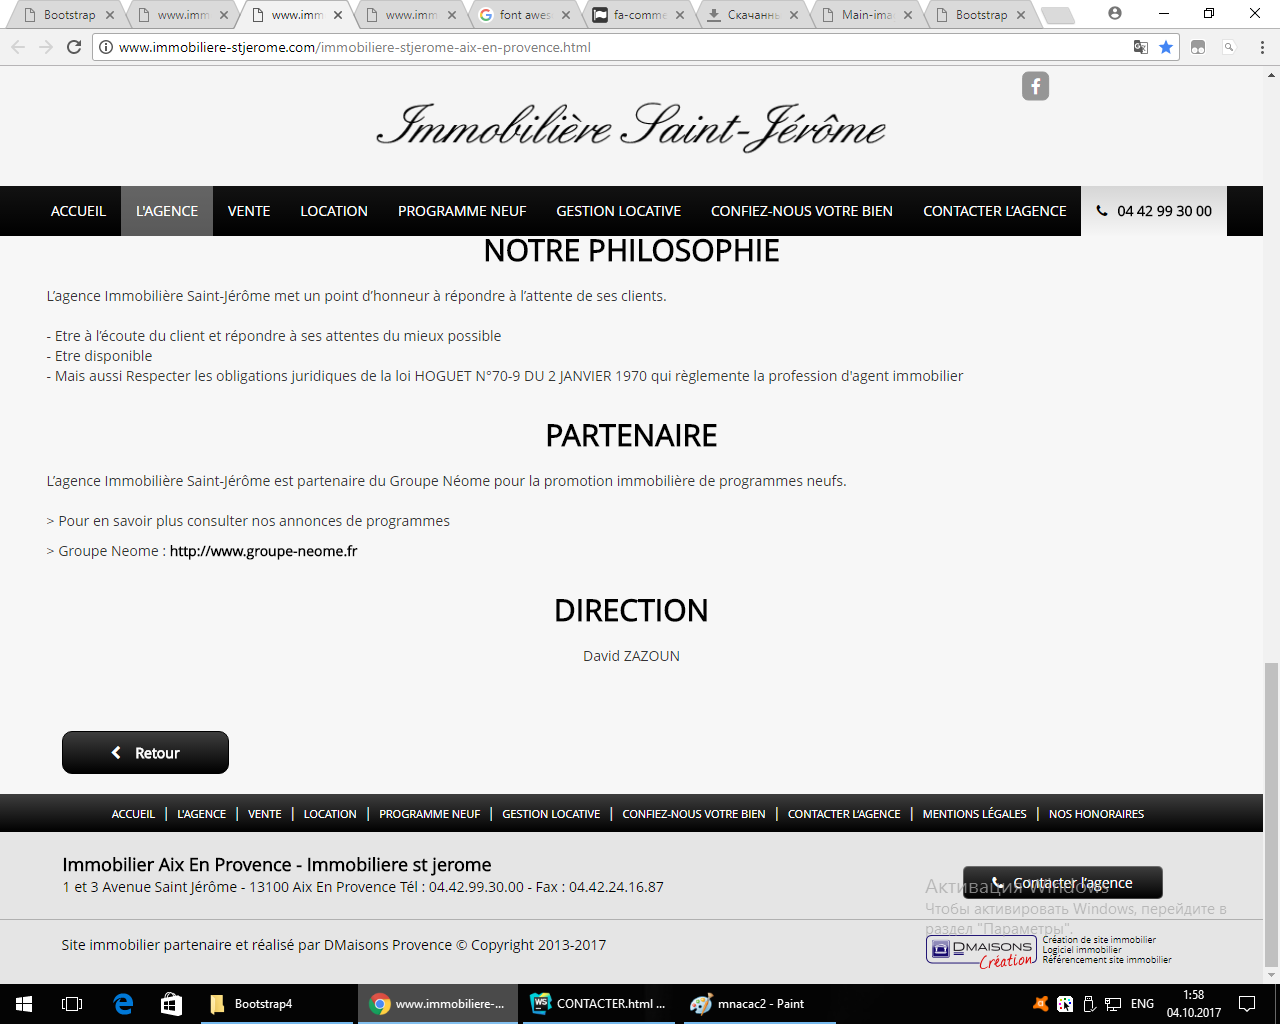 Bootstrap
www.imm
www.imm
www.imm
font awes
fa-comme
Скачанны
Main-ima
Bootstrap
www.immobiliere-stjerome.com/immobiliere-stjerome-aix-en-provence.html
Immobilière Saint-Jérôme
ACCUEIL L'AGENCE VENTE LOCATION PROGRAMME NEUF GESTION LOCATIVE CONFIEZ-NOUS VOTRE BIEN CONTACTER L’AGENCE 04 42 99 30 00
NOTRE PHILOSOPHIE
L’agence Immobilière Saint-Jérôme met un point d’honneur à répondre à l’attente de ses clients.
- Etre à l’écoute du client et répondre à ses attentes du mieux possible
- Etre disponible
- Mais aussi Respecter les obligations juridiques de la loi HOGUET N°70-9 DU 2 JANVIER 1970 qui règlemente la profession d'agent immobilier
PARTENAIRE
L’agence Immobilière Saint-Jérôme est partenaire du Groupe Néome pour la promotion immobilière de programmes neufs.
> Pour en savoir plus consulter nos annonces de programmes
> Groupe Neome : http://www.groupe-neome.fr
DIRECTION
David ZAZOUN
Retour
ACCUEIL | L'AGENCE | VENTE | LOCATION | PROGRAMME NEUF | GESTION LOCATIVE | CONFIEZ-NOUS VOTRE BIEN | CONTACTER L’AGENCE | MENTIONS LÉGALES | NOS HONORAIRES
Immobilier Aix En Provence - Immobiliere st jerome
1 et 3 Avenue Saint Jérôme - 13100 Aix En Provence Tél : 04.42.99.30.00 - Fax : 04.42.24.16.87
Contacter l’agence
Активация Windows
Чтобы активировать Windows, перейдите в
раздел "Параметры".
Site immobilier partenaire et réalisé par DMaisons Provence © Copyright 2013-2017
DMAISONS
Création
Création de site immobilier
Logiciel immobilier
Référencement site immobilier
Bootstrap4
www.immobiliere-...
CONTACTER.html ...
mnacac2 - Paint
ENG
1:58
04.10.2017